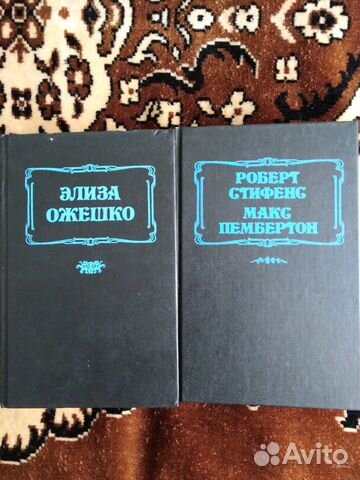 ЭЛИЗА
ОЖЕШКО
РОБЕРТ
СТИФЕНС
МАКС
ПЕМБЕРТОН
Avito